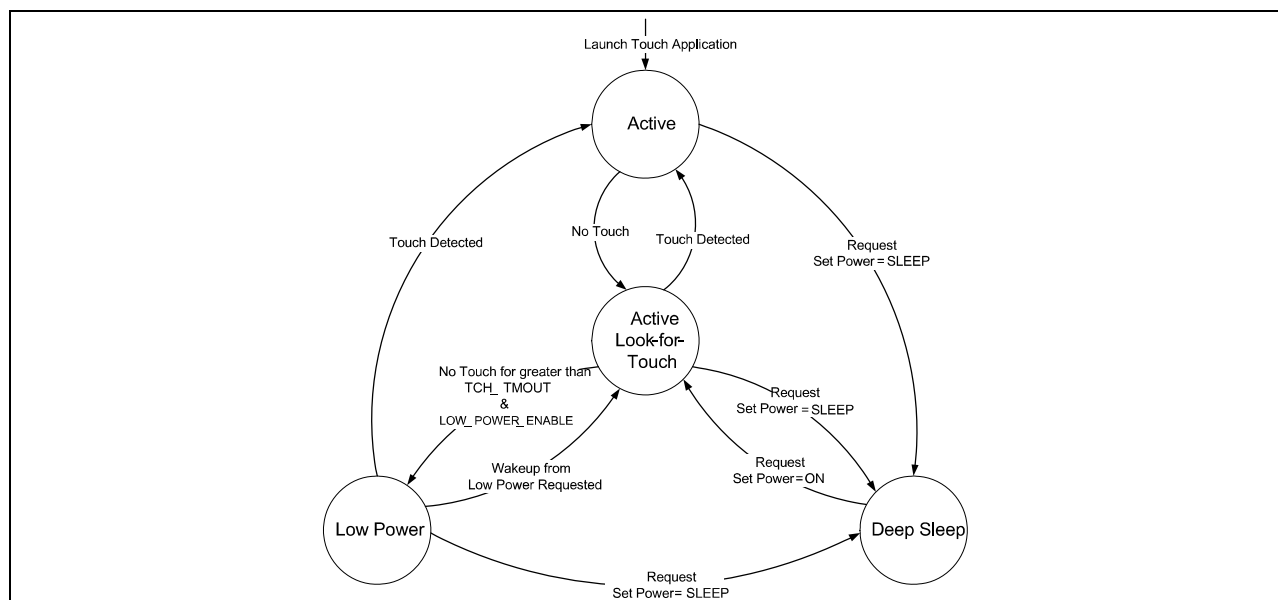 Launch Touch Application
Active
Touch Detected
No Touch
Touch Detected
Request
Set Power = SLEEP
Active
Look-for-
Touch
No Touch for greater than
TCH_ TMOUT
&
LOW_POWER_ENABLE
Request
Set Power = SLEEP
Wakeup from
Low Power Requested
Request
Set Power = ON
Low Power
Deep Sleep
Request
Set Power= SLEEP